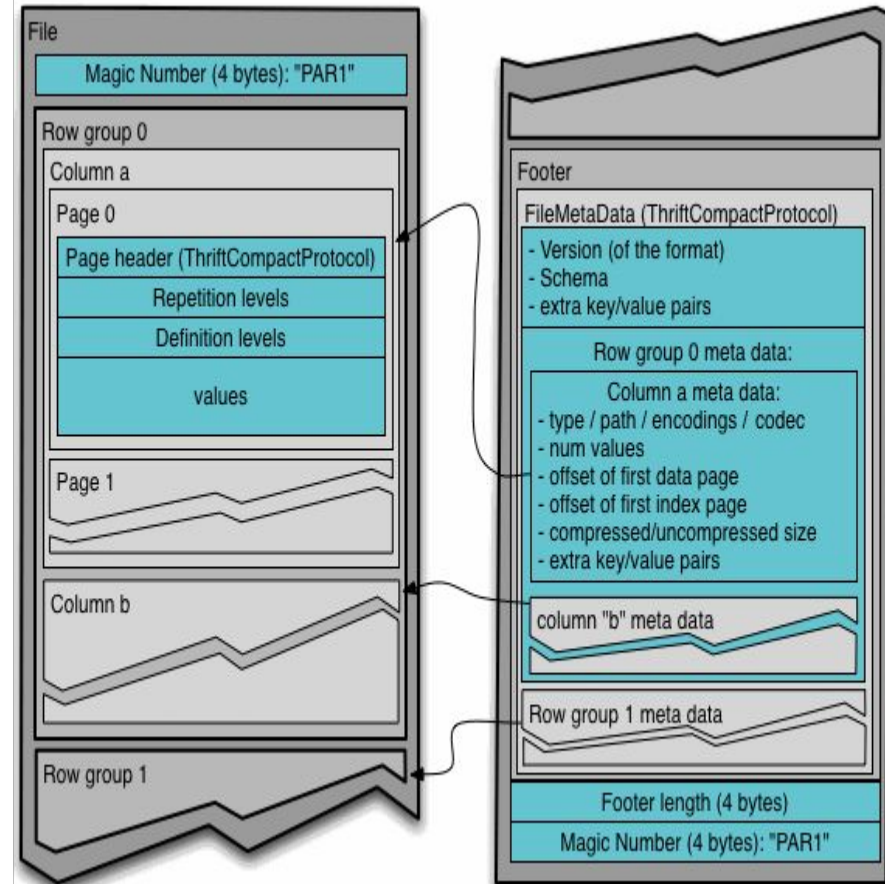 File
Magic Number (4 bytes): "PAR1"
Row group 0
Column a
Page 0
Page header (ThriftCompactProtocol)
Repetition levels
Definition levels
values
Page 1
Column b
Row group 1
Footer
FileMetaData (ThriftCompactProtocol)
- Version (of the format)
- Schema
- extra key/value pairs
Row group 0 meta data:
Column a meta data:
- type / path / encodings / codec
- num values
- offset of first data page
- offset of first index page
- compressed/uncompressed size
- extra key/value pairs
column "b" meta data
Row group 1 meta data
Footer length (4 bytes)
Magic Number (4 bytes): "PAR1"